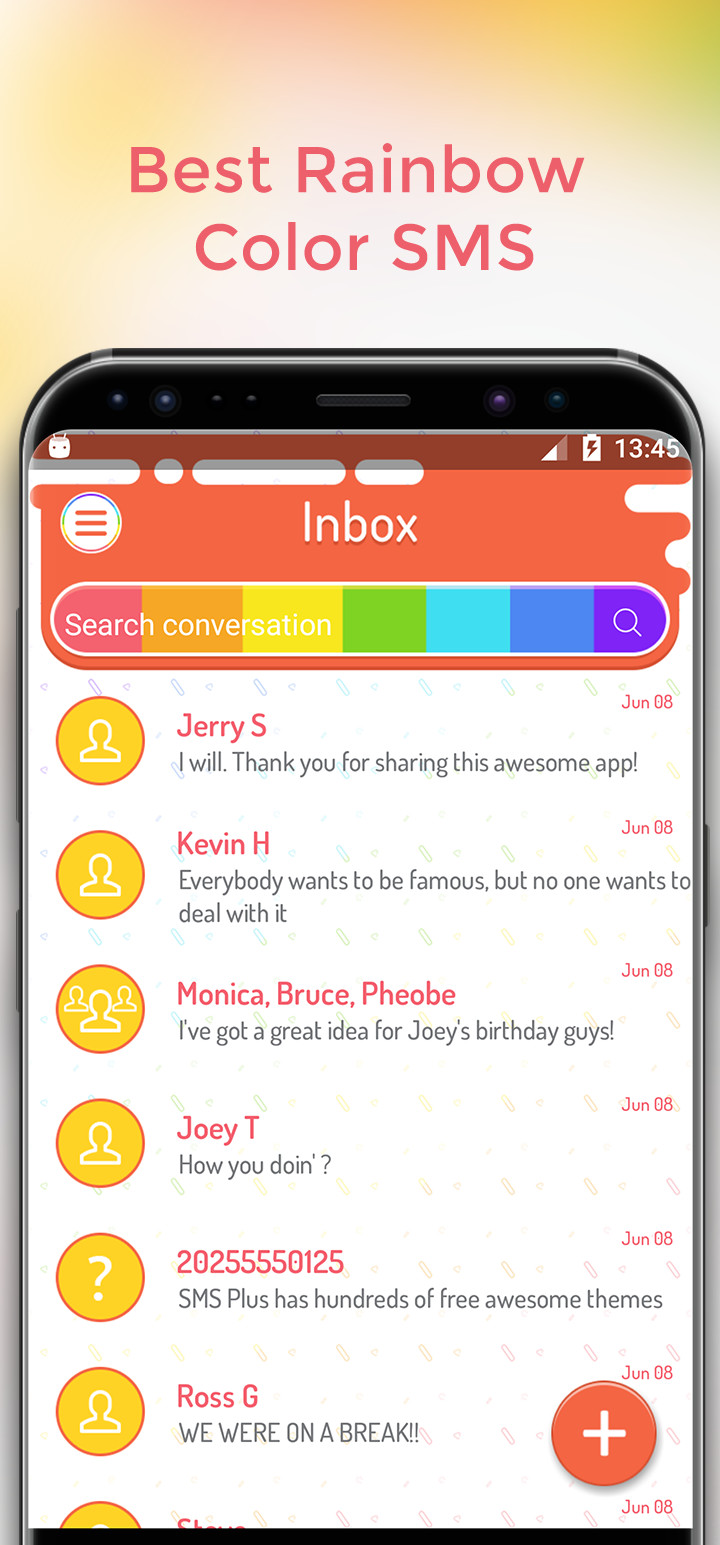 Best Rainbow
Color SMS
13:45
Inbox
Search conversation
Jun 08
Jerry S
I will. Thank you for sharing this awesome app!
Jun 08
Kevin H
Everybody wants to be famous, but no one wants to
deal with it
Jun 08
Monica, Bruce, Pheobe
I've got a great idea for Joey's birthday guys!
Jun 08
Joey T
How you doin' ?
Jun 08
?
20255550125
SMS Plus has hundreds of free awesome themes
Jun 08
Ross G
WE WERE ON A BREAK!!
Jun 08